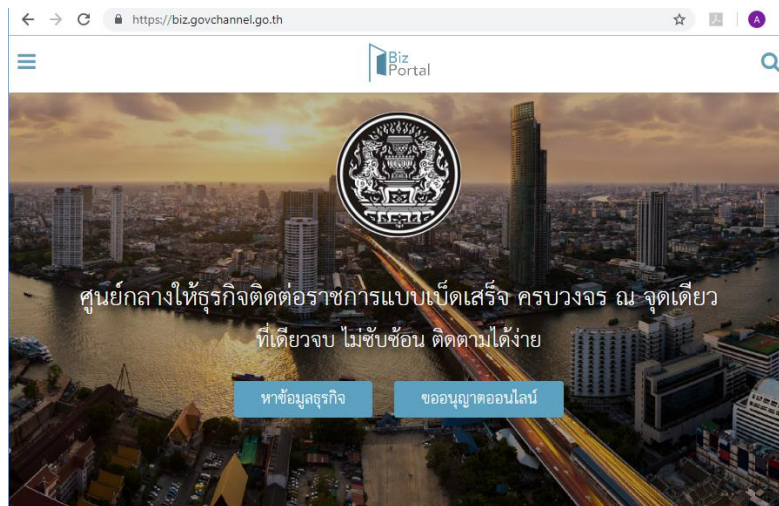 https://biz.govchannel.go.th
A
Biz
Portal
ศูนย์กลางให้ธุรกิจติดต่อราชการแบบเบ็ดเสร็จ ครบวงจร ณ จุดเดียว
ที่เดียวจบ ไม่ซับซ้อน ติดตามได้ง่าย
หาข้อมูลธุรกิจ ขออนุญาตออนไลน์